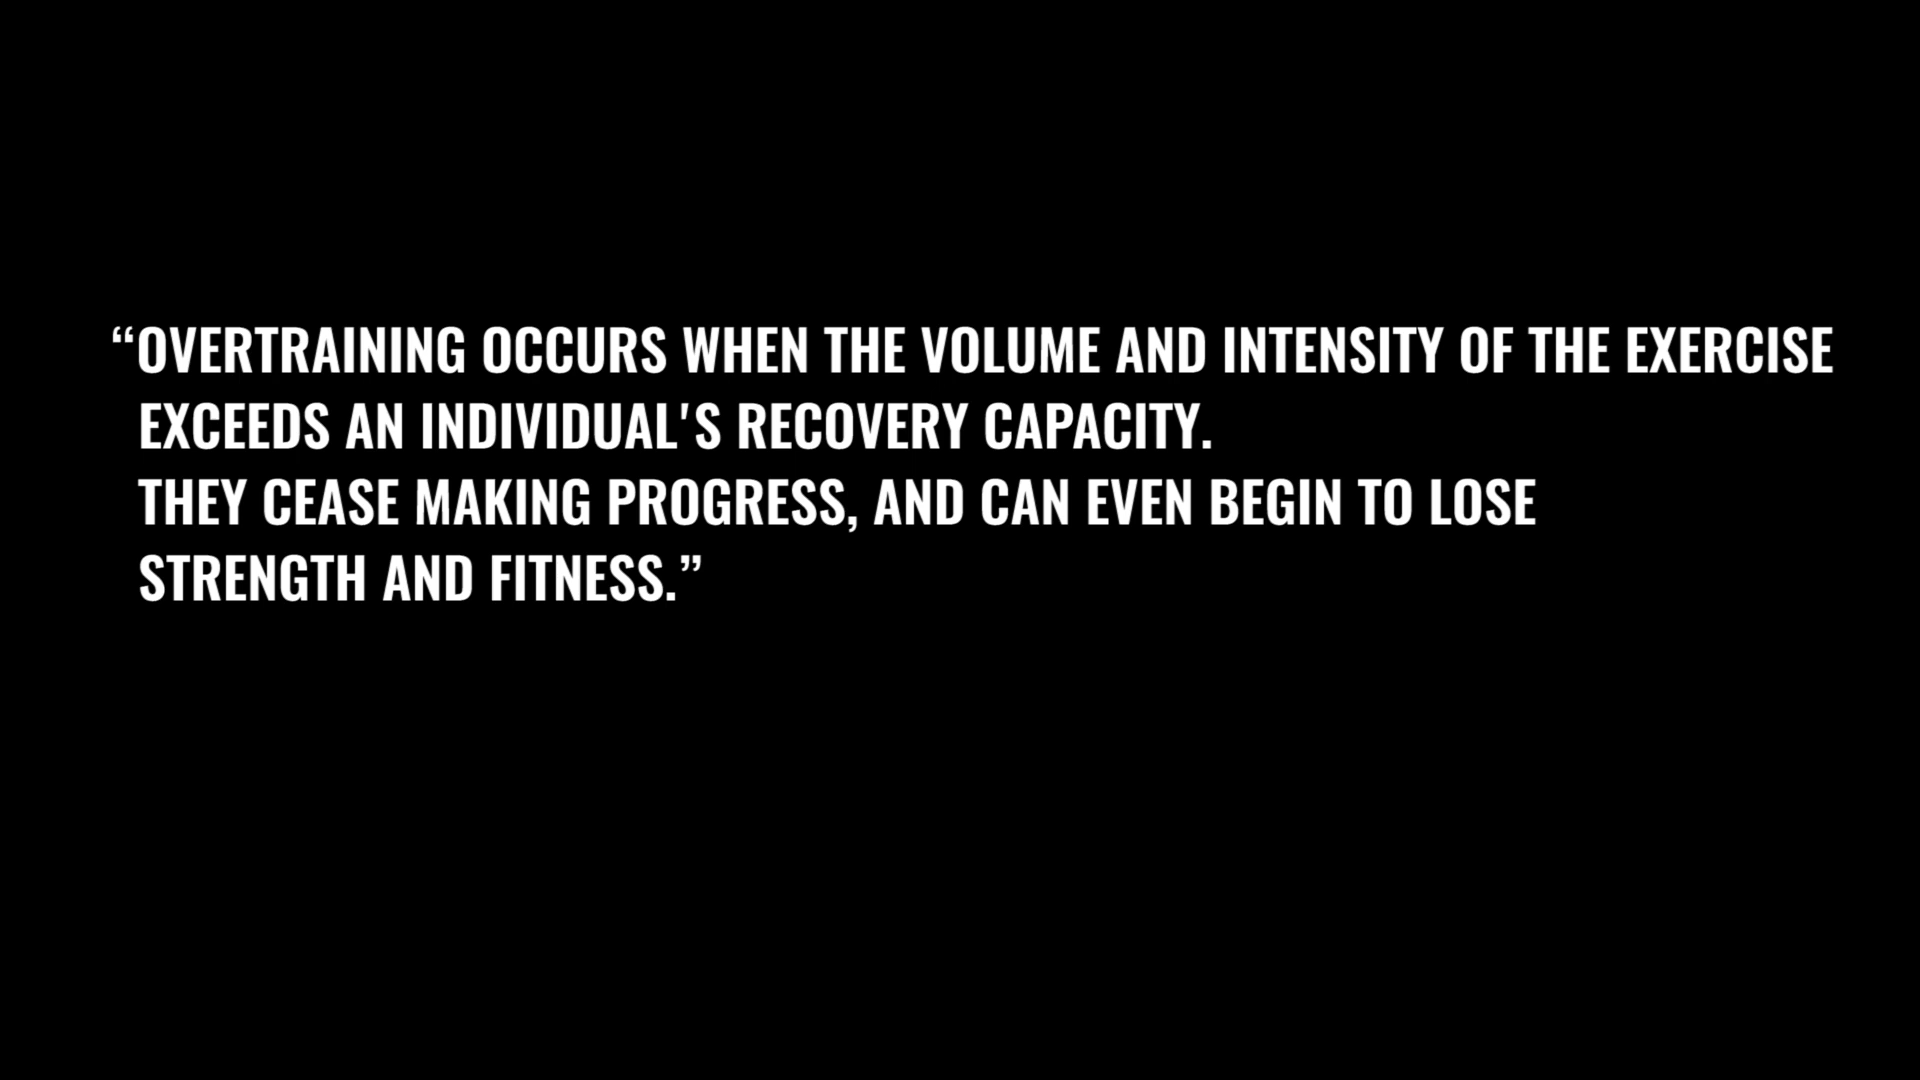 “OVERTRAINING OCCURS WHEN THE VOLUME AND INTENSITY OF THE EXERCISE
EXCEEDS AN INDIVIDUAL'S RECOVERY CAPACITY.
THEY CEASE MAKING PROGRESS, AND CAN EVEN BEGIN TO LOSE
STRENGTH AND FITNESS.”